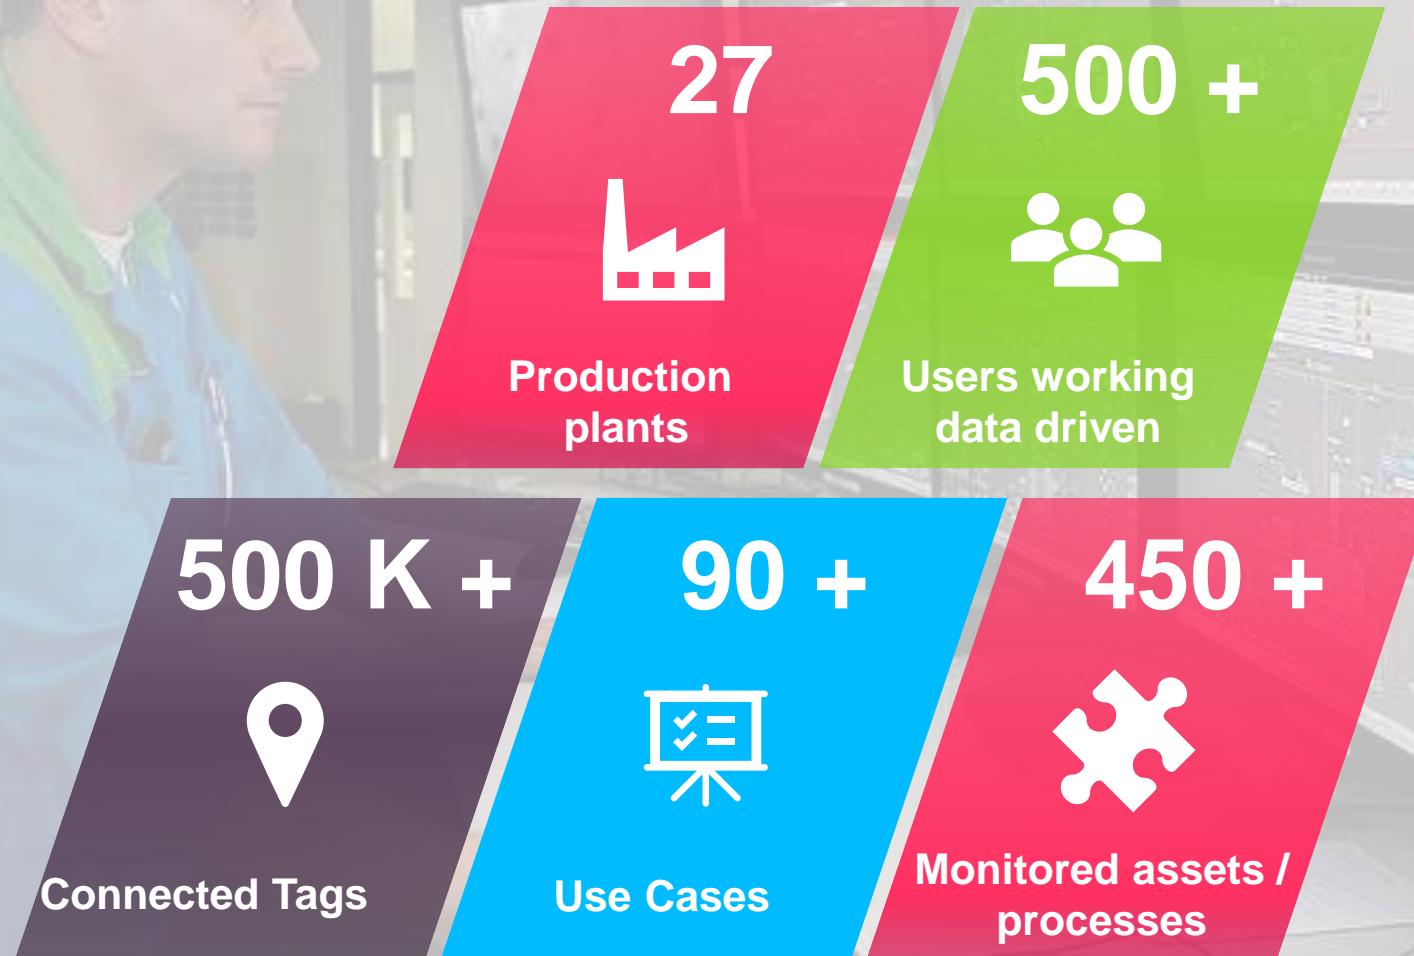 27
500 +
Production
plants
Users working
data driven
500 K +
90 +
450 +
Connected Tags
Use Cases
Monitored assets /
processes